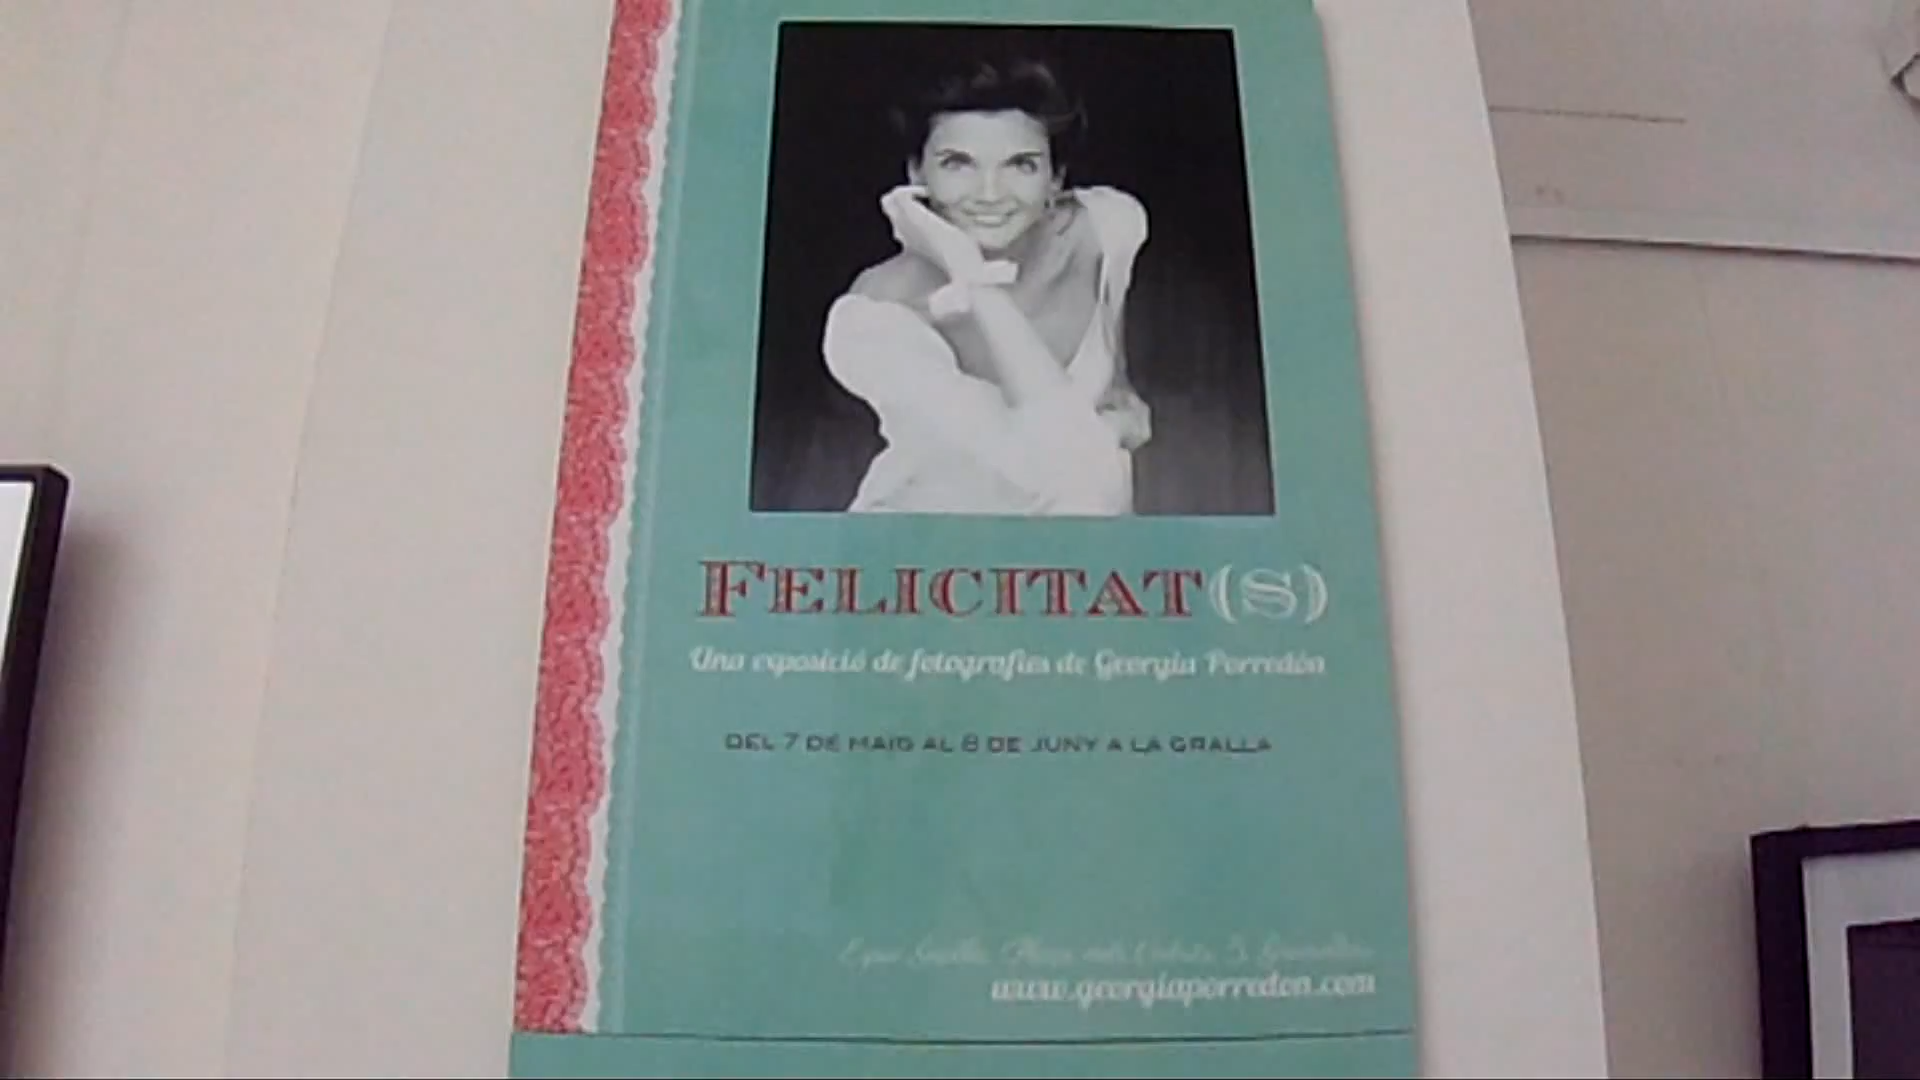 FELICITAT(S)
Una exposició de fotografies de Georgia Porredón
DEL 7 DE MAIG AL 8 DE JUNY A LA GRALLA
5,
www.georgiaporredon.com